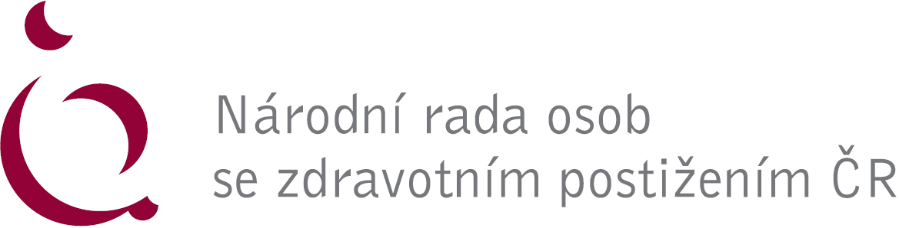 Národní rada osob
se zdravotním postižením ČR